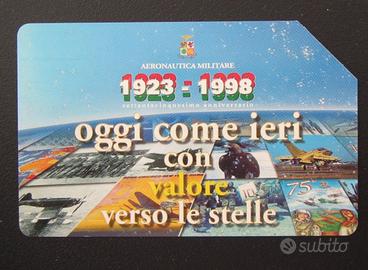 AERONAUTICA MILITARE
1923 - 1998
settantacinquesimo anniversario
oggi come ieri
con
valore
verso le stelle
75
subito